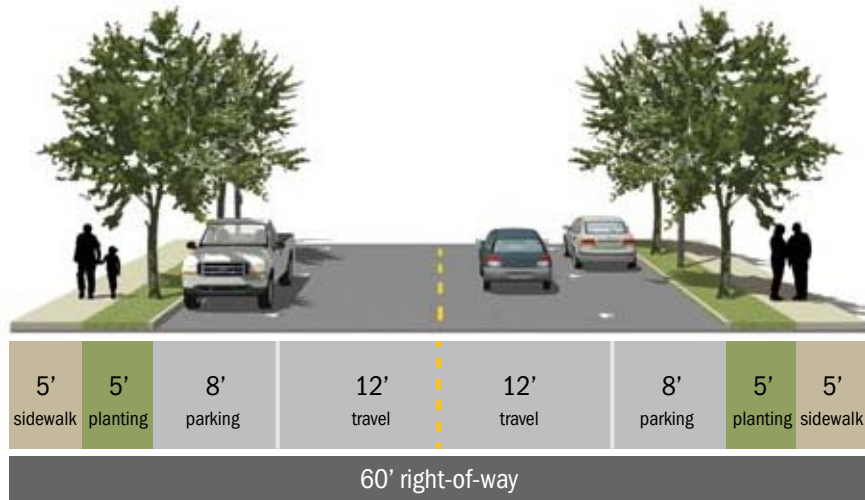 5’ 5’ 8’ 12’ 12’ 8’ 5’ 5’
sidewalk planting parking travel travel parking planting sidewalk
60’ right-of-way